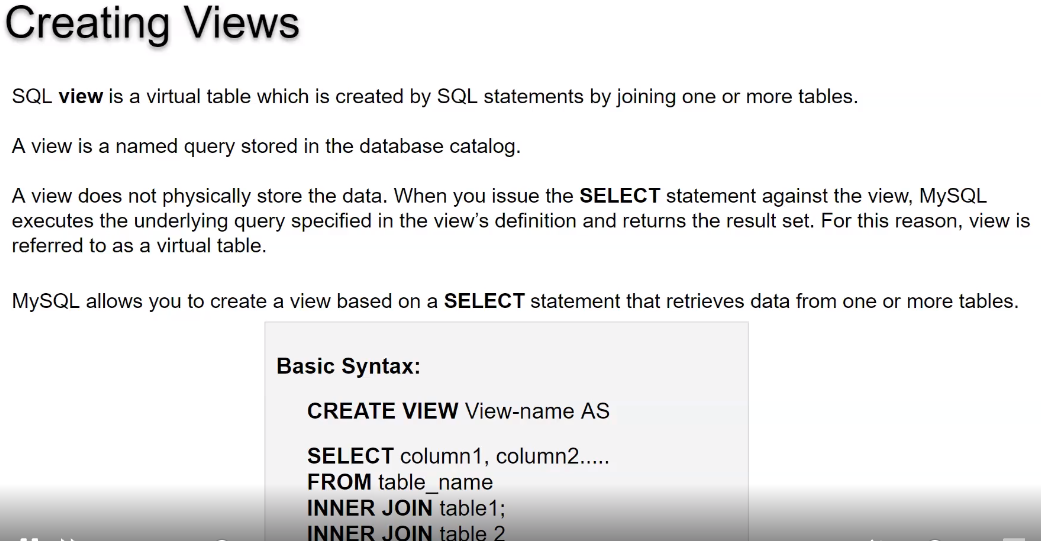 Creating Views
SQL view is a virtual table which is created by SQL statements by joining one or more tables.
A view is a named query stored in the database catalog.
A view does not physically store the data. When you issue the SELECT statement against the view, MySQL
executes the underlying query specified in the view's definition and returns the result set. For this reason, view is
referred to as a virtual table.
MySQL allows you to create a view based on a SELECT statement that retrieves data from one or more tables.
Basic Syntax:
CREATE VIEW View-name AS
SELECT column1, column2.....
FROM table_name
INNER JOIN table1;
INNER JOIN table 2